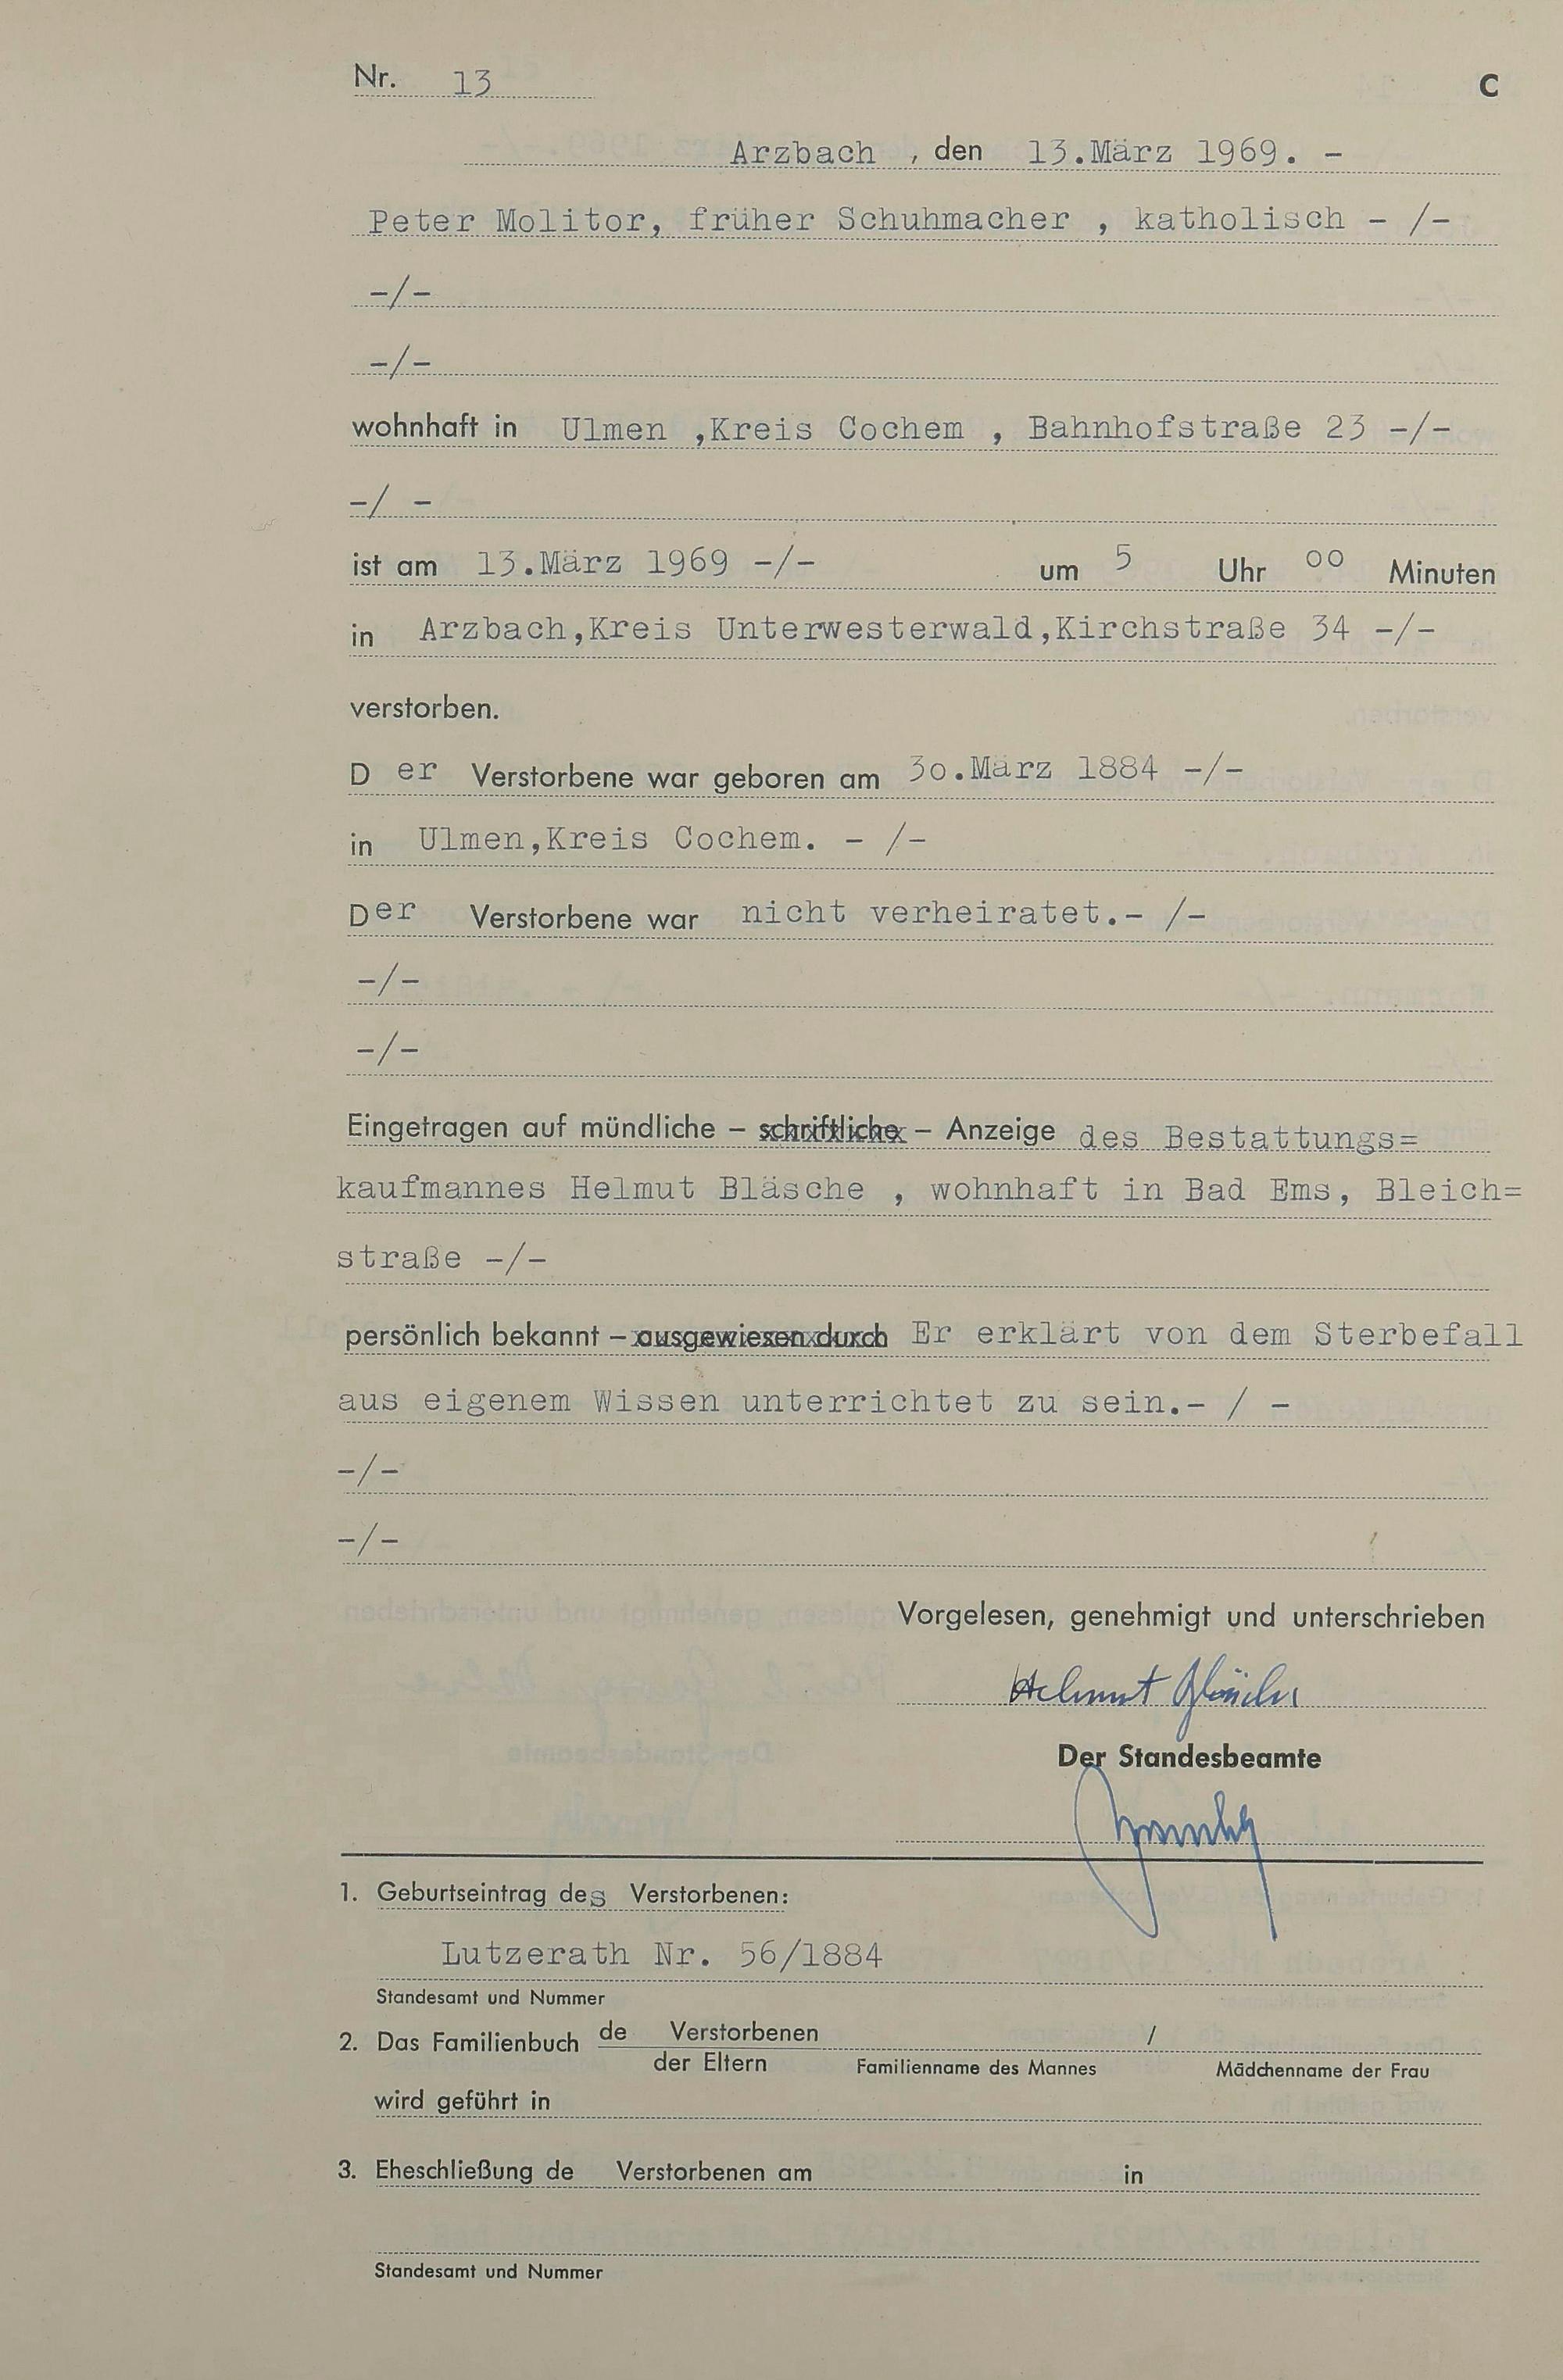 Nr. 13
C
Arzbach , den 13.März 1969. -
Peter Molitor, früher Schuhmacher , katholisch - /-
-/-
-/-
wohnhaft in Ulmen ,Kreis Cochem , Bahnhofstraße 23 -/-
-/ -
ist am 13.März 1969 -/- um 5 Uhr oo Minuten
in Arzbach,Kreis Unterwesterwald,Kirchstraße 34 -/-
verstorben.
D er Verstorbene war geboren am 3o.März 1884 -/-
in Ulmen,Kreis Cochem. - /-
Der Verstorbene war nicht verheiratet.- /-
-/-
-/-
Eingetragen auf mündliche – schriftliche – Anzeige des Bestattungs=
kaufmannes Helmut Bläsche , wohnhaft in Bad Ems, Bleich=
straße -/-
persönlich bekannt – ausgewiesen durch Er erklärt von dem Sterbefall
aus eigenem Wissen unterrichtet zu sein.- / -
-/-
-/-
Vorgelesen, genehmigt und unterschrieben
Helmut Bläsche
Der Standesbeamte
1. Geburtseintrag des Verstorbenen:
Lutzerath Nr. 56/1884
Standesamt und Nummer
2. Das Familienbuch de Verstorbenen /
der Eltern Familienname des Mannes Mädchenname der Frau
wird geführt in
3. Eheschließung de Verstorbenen am in
Standesamt und Nummer